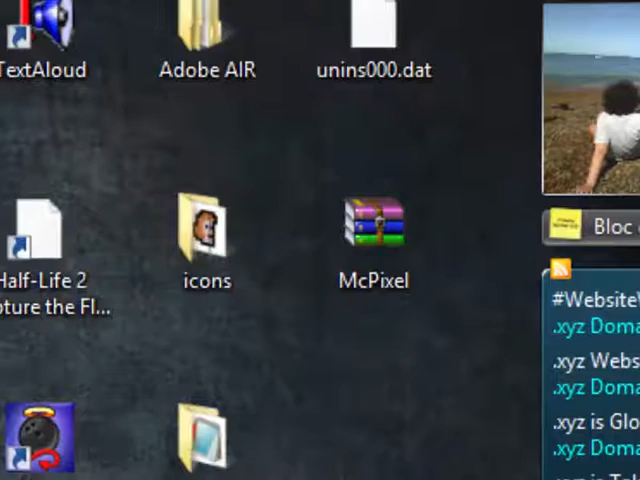 TextAloud
Adobe AIR
unins000.dat
Half-Life 2
pture the Fl...
icons
McPixel
Bloc
#Website
.xyz Doma
.xyz Webs
.xyz Doma
.xyz is Glo
.xyz Doma